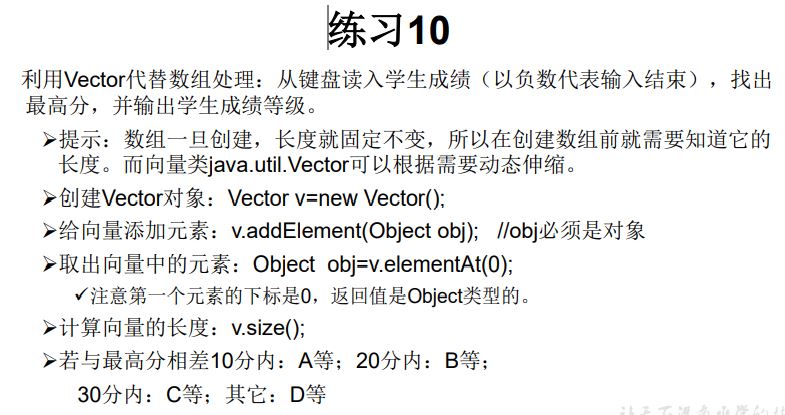 练习10
利用Vector代替数组处理：从键盘读入学生成绩（以负数代表输入结束），找出
最高分，并输出学生成绩等级。
➢提示：数组一旦创建，长度就固定不变，所以在创建数组前就需要知道它的
长度。而向量类java.util.Vector可以根据需要动态伸缩。
➢创建Vector对象：Vector v=new Vector();
➢给向量添加元素：v.addElement(Object obj);   //obj必须是对象
➢取出向量中的元素：Object  obj=v.elementAt(0);
✓注意第一个元素的下标是0，返回值是Object类型的。
➢计算向量的长度：v.size();
➢若与最高分相差10分内：A等；20分内：B等；
30分内：C等；其它：D等